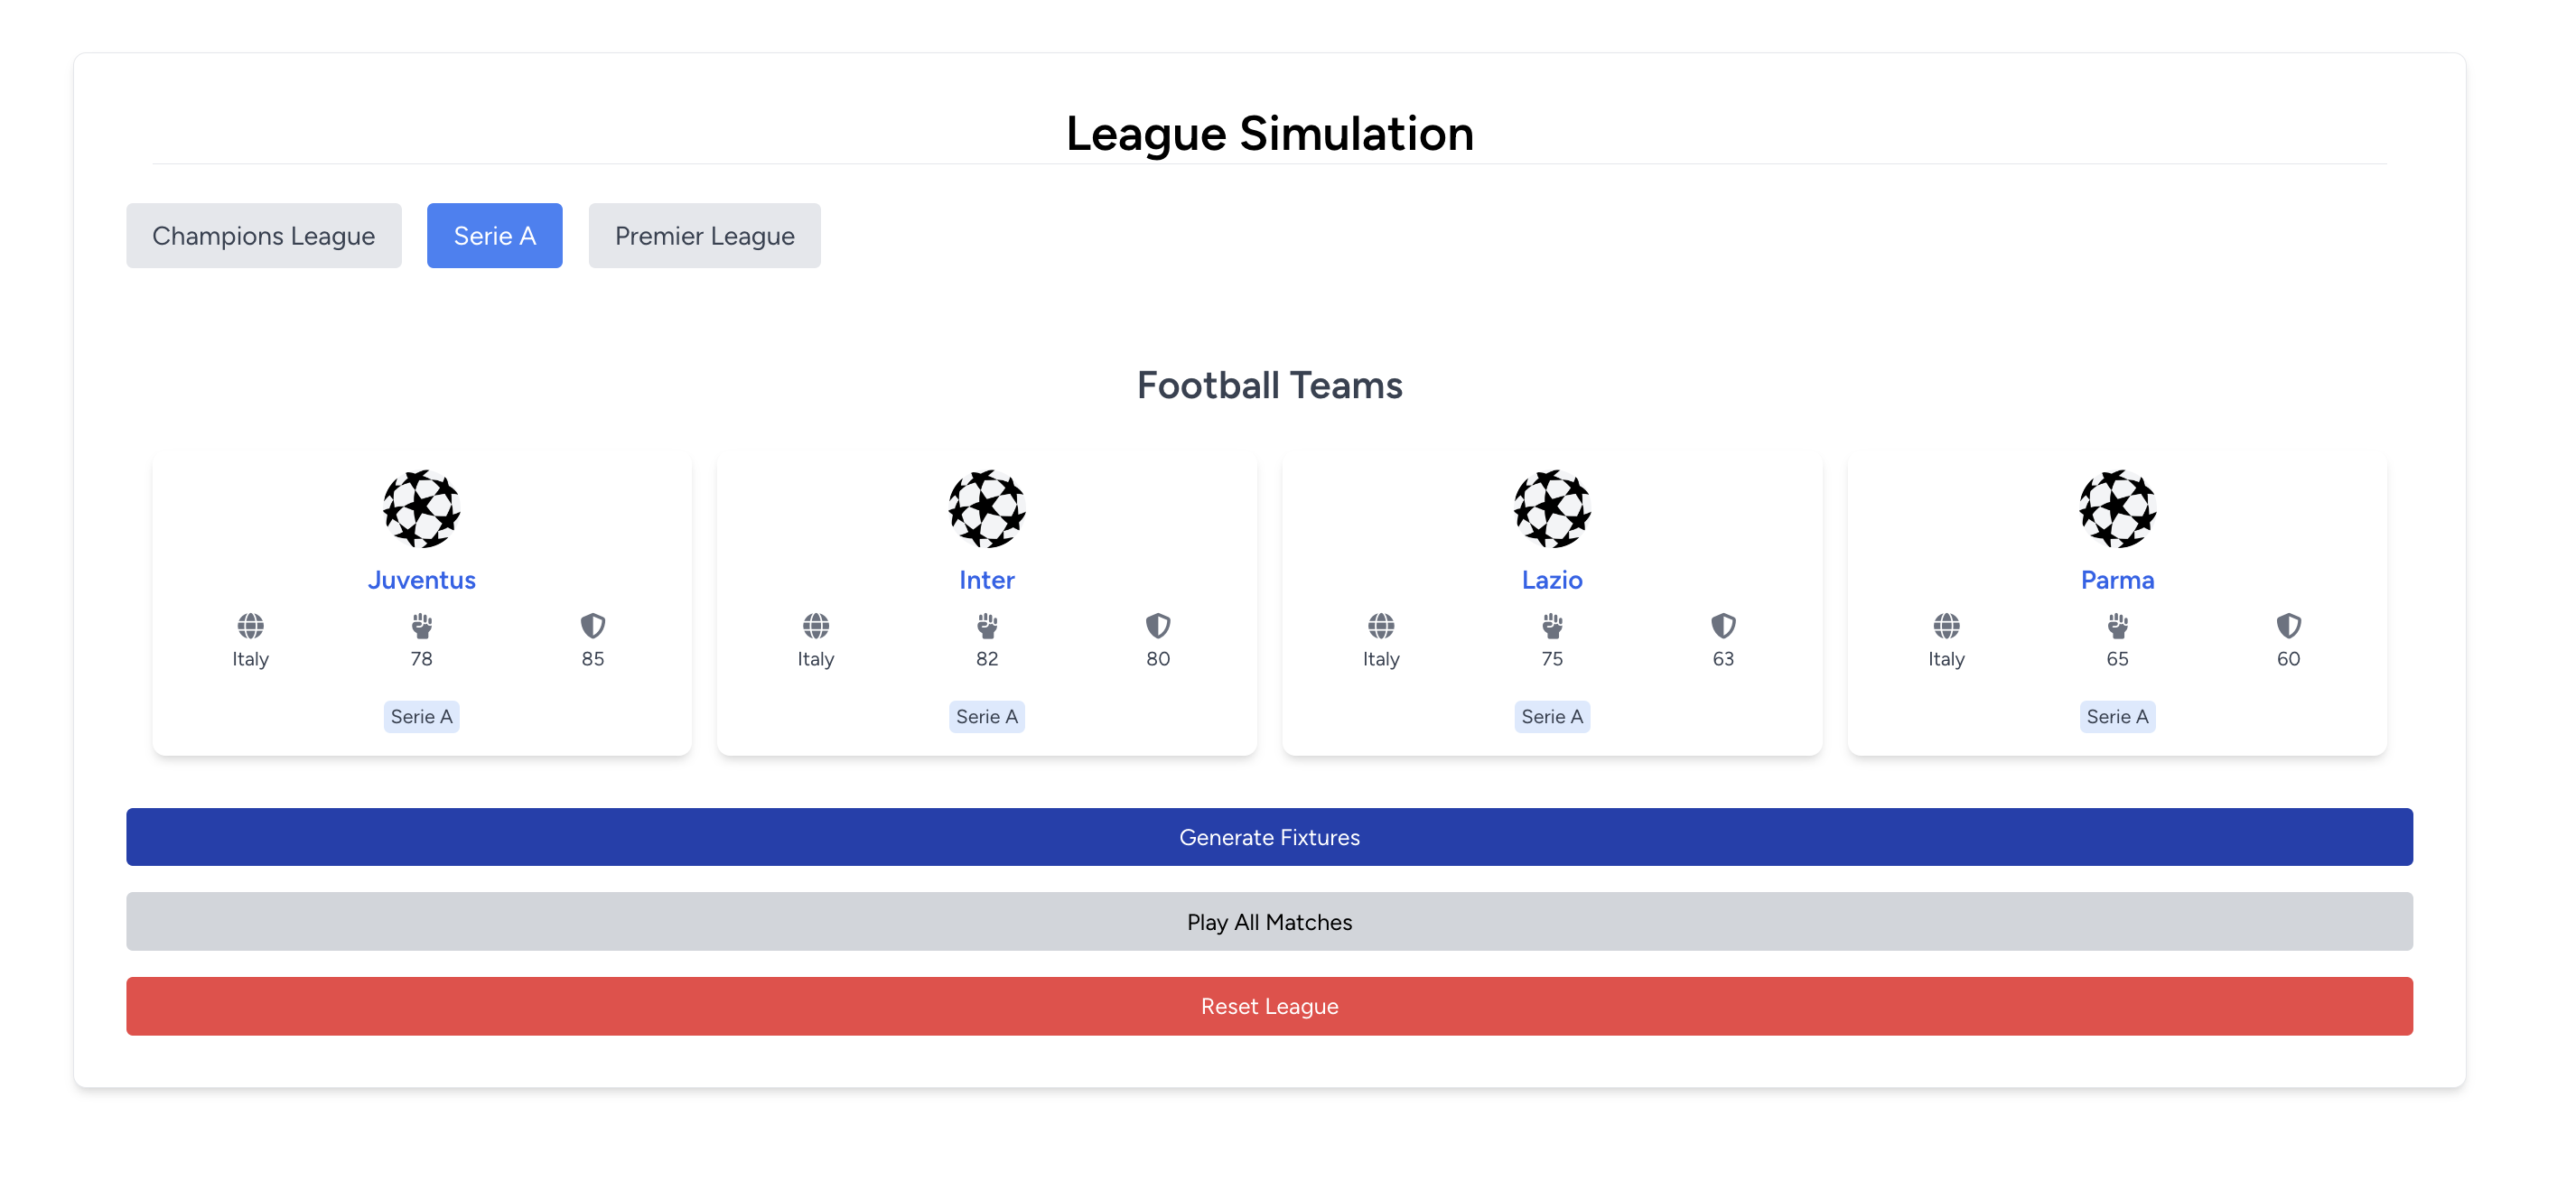 League Simulation
Champions League Serie A Premier League
Football Teams
Juventus Inter Lazio Parma
Italy 78 85 Italy 82 80 Italy 75 63 Italy 65 60
Serie A Serie A Serie A Serie A
Generate Fixtures
Play All Matches
Reset League